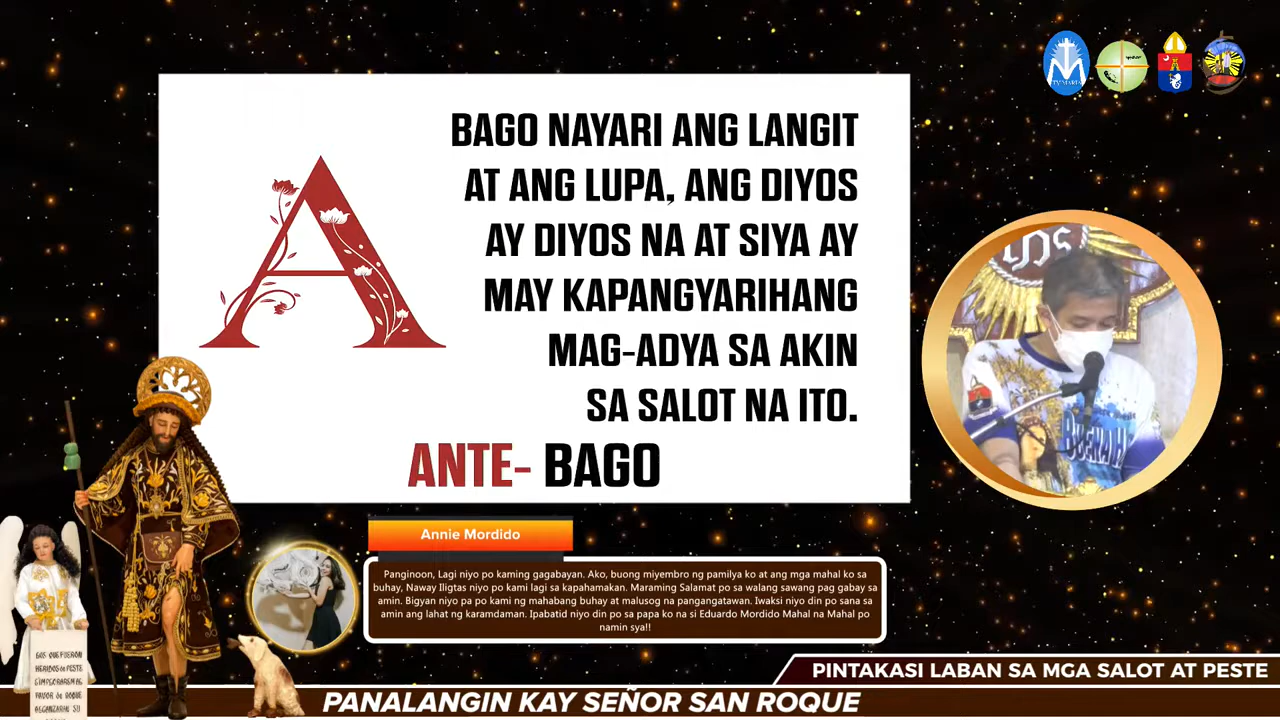 TV MARIA
A
BAGO NAYARI ANG LANGIT
AT ANG LUPA, ANG DIYOS
AY DIYOS NA AT SIYA AY
MAY KAPANGYARIHANG
MAG-ADYA SA AKIN
SA SALOT NA ITO.
ANTE- BAGO
Annie Mordido
Panginoon, Lagi niyo po kaming gagabayan. Ako, buong miyembro ng pamilya ko at ang mga mahal ko sa
buhay, Naway Iligtas niyo po kami lagi sa kapahamakan. Maraming Salamat po sa walang sawang pag gabay sa
amin. Bigyan niyo pa po kami ng mahabang buhay at malusog na pangangatawan. Iwaksi niyo din po sana sa
amin ang lahat ng karamdaman. Ipabatid niyo din po sa papa ko na si Eduardo Mordido Mahal na Mahal po
namin sya!!
PINTAKASI LABAN SA MGA SALOT AT PESTE
PANALANGIN KAY SEÑOR SAN ROQUE